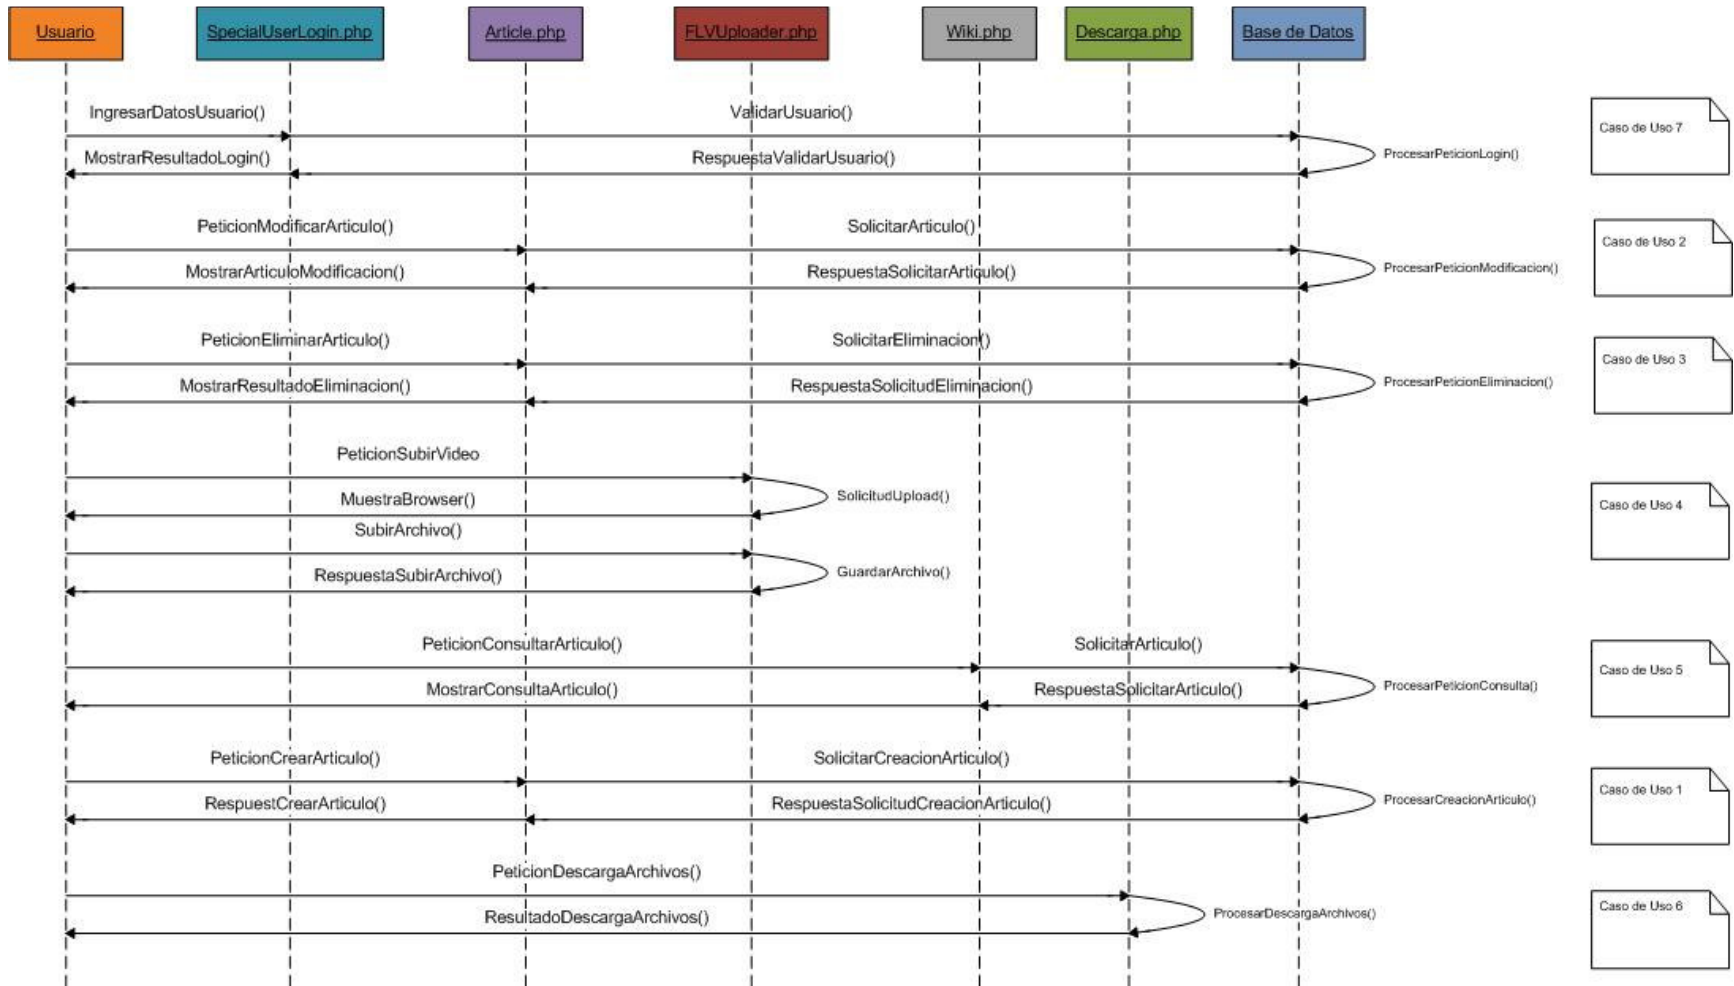 Usuario
SpecialUserLogin.php
Article.php
FLVUploader.php
Wiki.php
Descarga.php
Base de Datos
IngresarDatosUsuario()
ValidarUsuario()
Caso de Uso 7
MostrarResultadoLogin()
RespuestaValidarUsuario()
ProcesarPeticionLogin()
PeticionModificarArticulo()
SolicitarArticulo()
Caso de Uso 2
MostrarArticuloModificacion()
RespuestaSolicitarArticulo()
ProcesarPeticionModificacion()
PeticionEliminarArticulo()
SolicitarEliminacion()
Caso de Uso 3
MostrarResultadoEliminacion()
RespuestaSolicitudEliminacion()
ProcesarPeticionEliminacion()
PeticionSubirVideo
MuestraBrowser()
SolicitudUpload()
Caso de Uso 4
SubirArchivo()
RespuestaSubirArchivo()
GuardarArchivo()
PeticionConsultarArticulo()
SolicitarArticulo()
Caso de Uso 5
MostrarConsultaArticulo()
RespuestaSolicitarArticulo()
ProcesarPeticionConsulta()
PeticionCrearArticulo()
SolicitarCreacionArticulo()
Caso de Uso 1
RespuestCrearArticulo()
RespuestaSolicitudCreacionArticulo()
ProcesarCreacionArticulo()
PeticionDescargaArchivos()
Caso de Uso 6
ResultadoDescargaArchivos()
ProcesarDescargaArchivos()